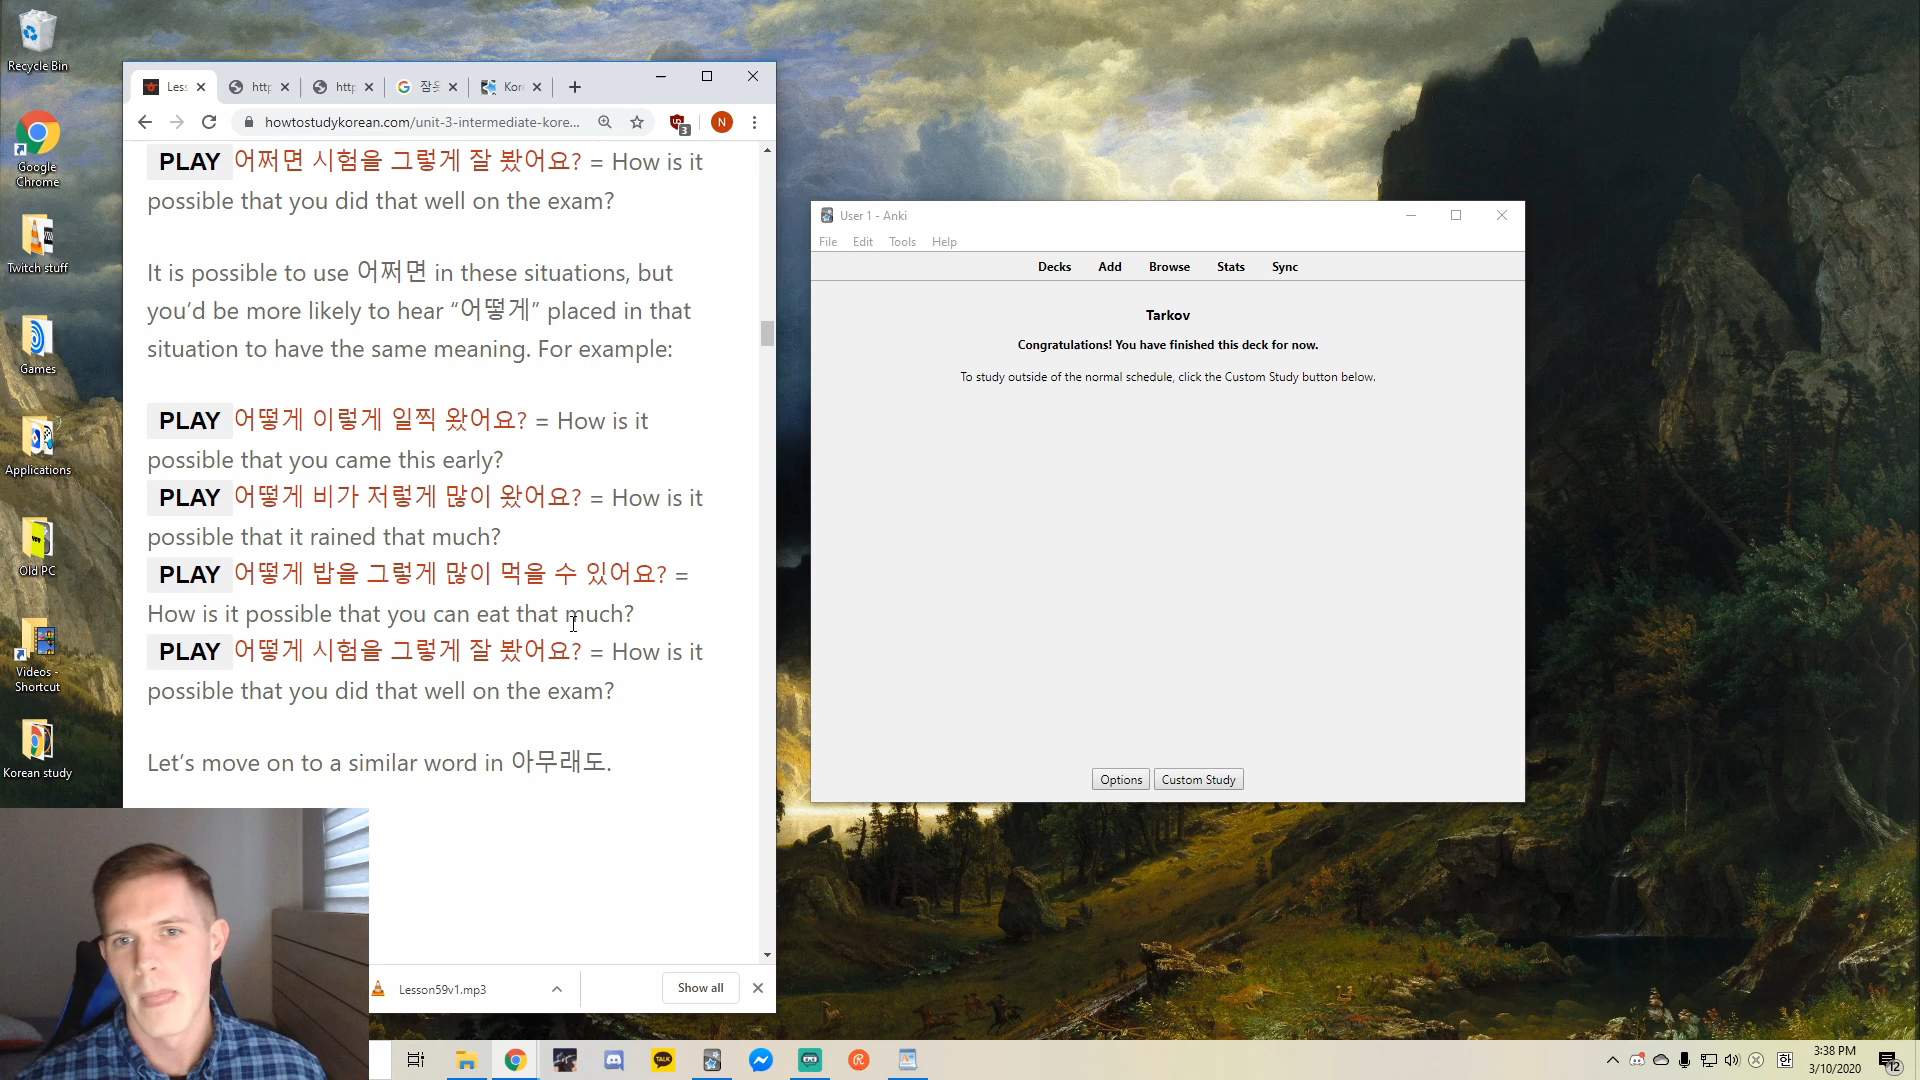 Recycle Bin
Google
Chrome
Twitch stuff
Games
Applications
Old PC
Videos -
Shortcut
Korean study
Less
http
http
잠옷
Kor
howtostudykorean.com/unit-3-intermediate-kore...
3
N
PLAY 어쩌면 시험을 그렇게 잘 봤어요? = How is it
possible that you did that well on the exam?
It is possible to use 어쩌면 in these situations, but
you’d be more likely to hear “어떻게” placed in that
situation to have the same meaning. For example:
PLAY 어떻게 이렇게 일찍 왔어요? = How is it
possible that you came this early?
PLAY 어떻게 비가 저렇게 많이 왔어요? = How is it
possible that it rained that much?
PLAY 어떻게 밥을 그렇게 많이 먹을 수 있어요? =
How is it possible that you can eat that much?
PLAY 어떻게 시험을 그렇게 잘 봤어요? = How is it
possible that you did that well on the exam?
Let’s move on to a similar word in 아무래도.
Lesson59v1.mp3
Show all
User 1 - Anki
File Edit Tools Help
Decks Add Browse Stats Sync
Tarkov
Congratulations! You have finished this deck for now.
To study outside of the normal schedule, click the Custom Study button below.
Options Custom Study
TALK
한
3:38 PM
3/10/2020
12